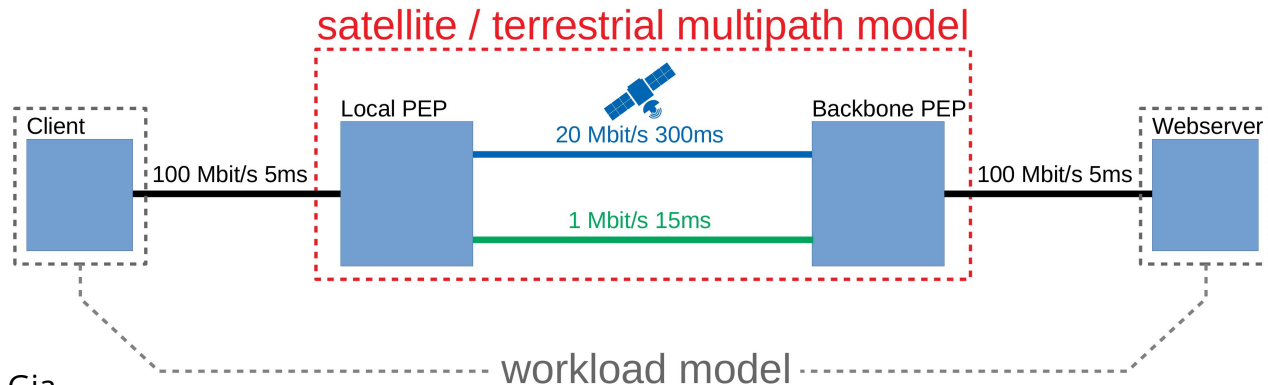 satellite / terrestrial multipath model
Client
Local PEP
Backbone PEP
Webserver
20 Mbit/s 300ms
100 Mbit/s 5ms
100 Mbit/s 5ms
1 Mbit/s 15ms
workload model